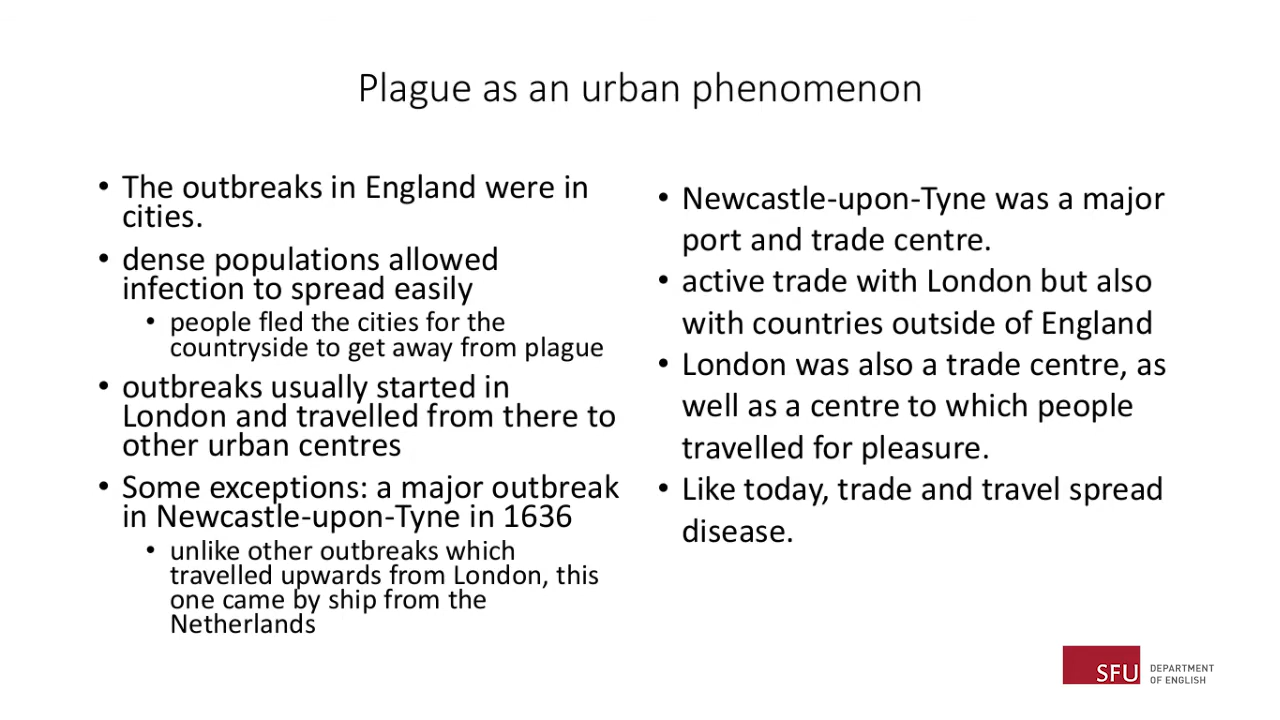 Plague as an urban phenomenon
• The outbreaks in England were in
cities.
• dense populations allowed
infection to spread easily
• people fled the cities for the
countryside to get away from plague
• outbreaks usually started in
London and travelled from there to
other urban centres
• Some exceptions: a major outbreak
in Newcastle-upon-Tyne in 1636
• unlike other outbreaks which
travelled upwards from London, this
one came by ship from the
Netherlands
• Newcastle-upon-Tyne was a major
port and trade centre.
• active trade with London but also
with countries outside of England
• London was also a trade centre, as
well as a centre to which people
travelled for pleasure.
• Like today, trade and travel spread
disease.
SFU
DEPARTMENT
OF ENGLISH